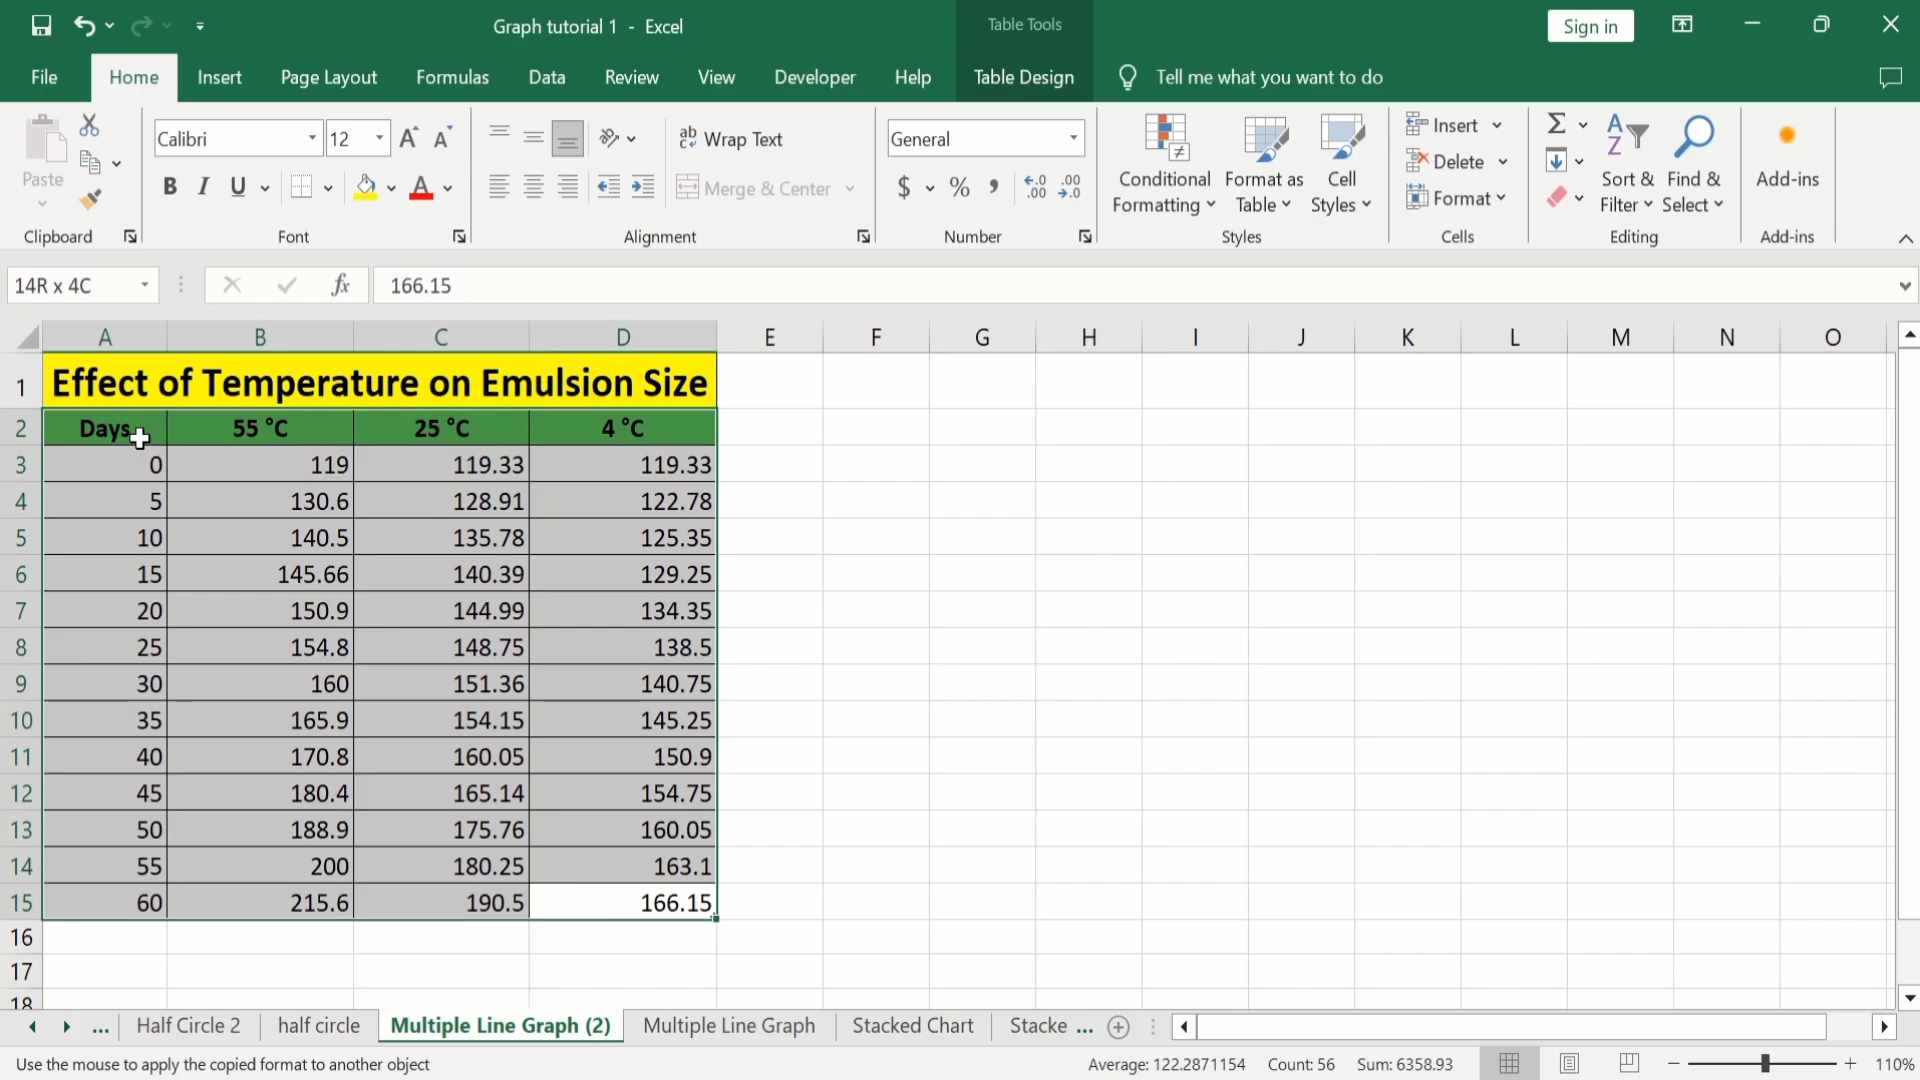 Graph tutorial 1 - Excel
Table Tools
Sign in
File Home Insert Page Layout Formulas Data Review View Developer Help Table Design Tell me what you want to do
Paste
Clipboard
Calibri 12
B I U A
Font
ab Wrap Text
Merge & Center
Alignment
General
$ % , .00 .00
Number
Conditional Formatting
Format as Table
Cell Styles
Styles
Insert
Delete
Format
Cells
Sort & Filter
Find & Select
Editing
Add-ins
Add-ins
14R x 4C fx 166.15
A B C D E F G H I J K L M N O
1 Effect of Temperature on Emulsion Size
2 Days 55 °C 25 °C 4 °C
3 0 119 119.33 119.33
4 5 130.6 128.91 122.78
5 10 140.5 135.78 125.35
6 15 145.66 140.39 129.25
7 20 150.9 144.99 134.35
8 25 154.8 148.75 138.5
9 30 160 151.36 140.75
10 35 165.9 154.15 145.25
11 40 170.8 160.05 150.9
12 45 180.4 165.14 154.75
13 50 188.9 175.76 160.05
14 55 200 180.25 163.1
15 60 215.6 190.5 166.15
16
17
18
... Half Circle 2 half circle Multiple Line Graph (2) Multiple Line Graph Stacked Chart Stacke ...
Use the mouse to apply the copied format to another object Average: 122.2871154 Count: 56 Sum: 6358.93 110%